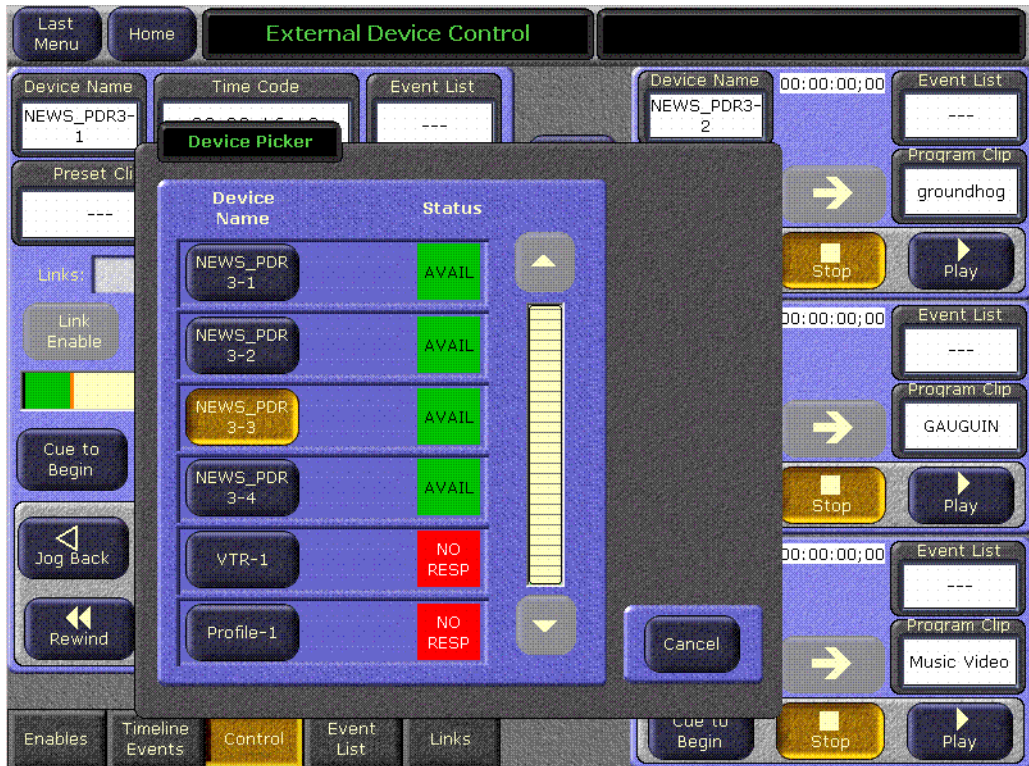 Last
Menu
Home
External Device Control
Device Name
NEWS_PDR3-
1
Time Code
Event List
---
Preset Cli
---
Links:
Link
Enable
Cue to
Begin
Jog Back
Rewind
Device Picker
Device
Name
Status
NEWS_PDR
3-1
AVAIL
NEWS_PDR
3-2
AVAIL
NEWS_PDR
3-3
AVAIL
NEWS_PDR
3-4
AVAIL
VTR-1
NO
RESP
Profile-1
NO
RESP
Cancel
Device Name
NEWS_PDR3-
2
00:00:00;00
Event List
---
Program Clip
groundhog
Stop
Play
00:00:00;00
Event List
---
Program Clip
GAUGUIN
Stop
Play
00:00:00;00
Event List
---
Program Clip
Music Video
Cue to
Begin
Stop
Play
Enables
Timeline
Events
Control
Event
List
Links